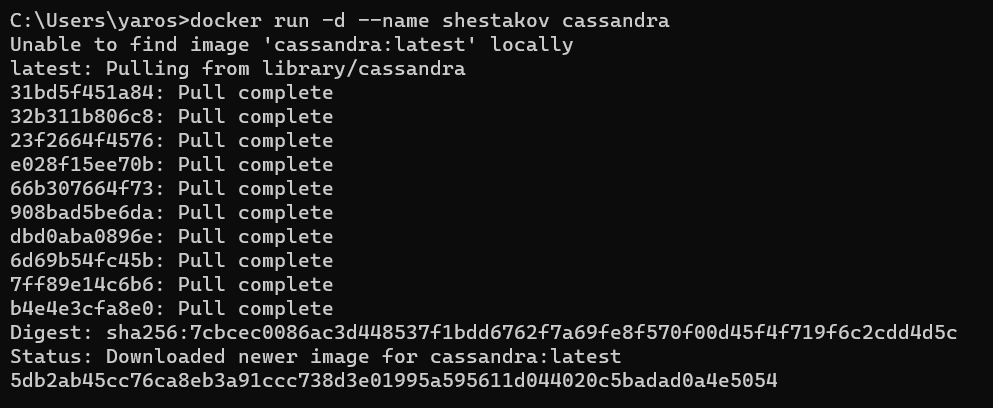 C:\Users\yaros>docker run -d --name shestakov cassandra
Unable to find image 'cassandra:latest' locally
latest: Pulling from library/cassandra
31bd5f451a84: Pull complete
32b311b806c8: Pull complete
23f2664f4576: Pull complete
e028f15ee70b: Pull complete
66b307664f73: Pull complete
908bad5be6da: Pull complete
dbd0aba0896e: Pull complete
6d69b54fc45b: Pull complete
7ff89e14c6b6: Pull complete
b4e4e3cfa8e0: Pull complete
Digest: sha256:7cbcec0086ac3d448537f1bdd6762f7a69fe8f570f00d45f4f719f6c2cdd4d5c
Status: Downloaded newer image for cassandra:latest
5db2ab45cc76ca8eb3a91ccc738d3e01995a595611d044020c5badad0a4e5054